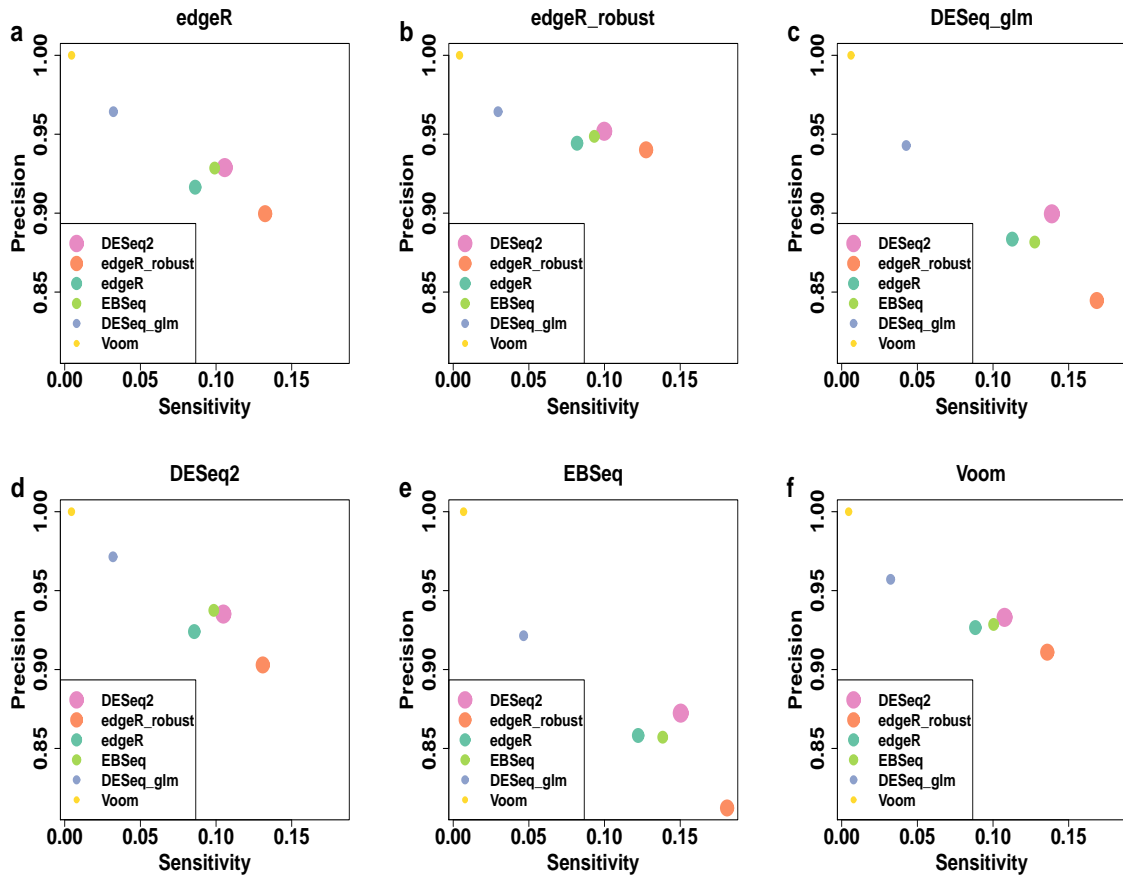 a
edgeR
Precision
1.00
0.95
0.90
0.85
DESeq2
edgeR_robust
edgeR
EBSeq
DESeq_glm
Voom
0.00 0.05 0.10 0.15
Sensitivity
b
edgeR_robust
Precision
1.00
0.95
0.90
0.85
DESeq2
edgeR_robust
edgeR
EBSeq
DESeq_glm
Voom
0.00 0.05 0.10 0.15
Sensitivity
c
DESeq_glm
Precision
1.00
0.95
0.90
0.85
DESeq2
edgeR_robust
edgeR
EBSeq
DESeq_glm
Voom
0.00 0.05 0.10 0.15
Sensitivity
d
DESeq2
Precision
1.00
0.95
0.90
0.85
DESeq2
edgeR_robust
edgeR
EBSeq
DESeq_glm
Voom
0.00 0.05 0.10 0.15
Sensitivity
e
EBSeq
Precision
1.00
0.95
0.90
0.85
DESeq2
edgeR_robust
edgeR
EBSeq
DESeq_glm
Voom
0.00 0.05 0.10 0.15
Sensitivity
f
Voom
Precision
1.00
0.95
0.90
0.85
DESeq2
edgeR_robust
edgeR
EBSeq
DESeq_glm
Voom
0.00 0.05 0.10 0.15
Sensitivity